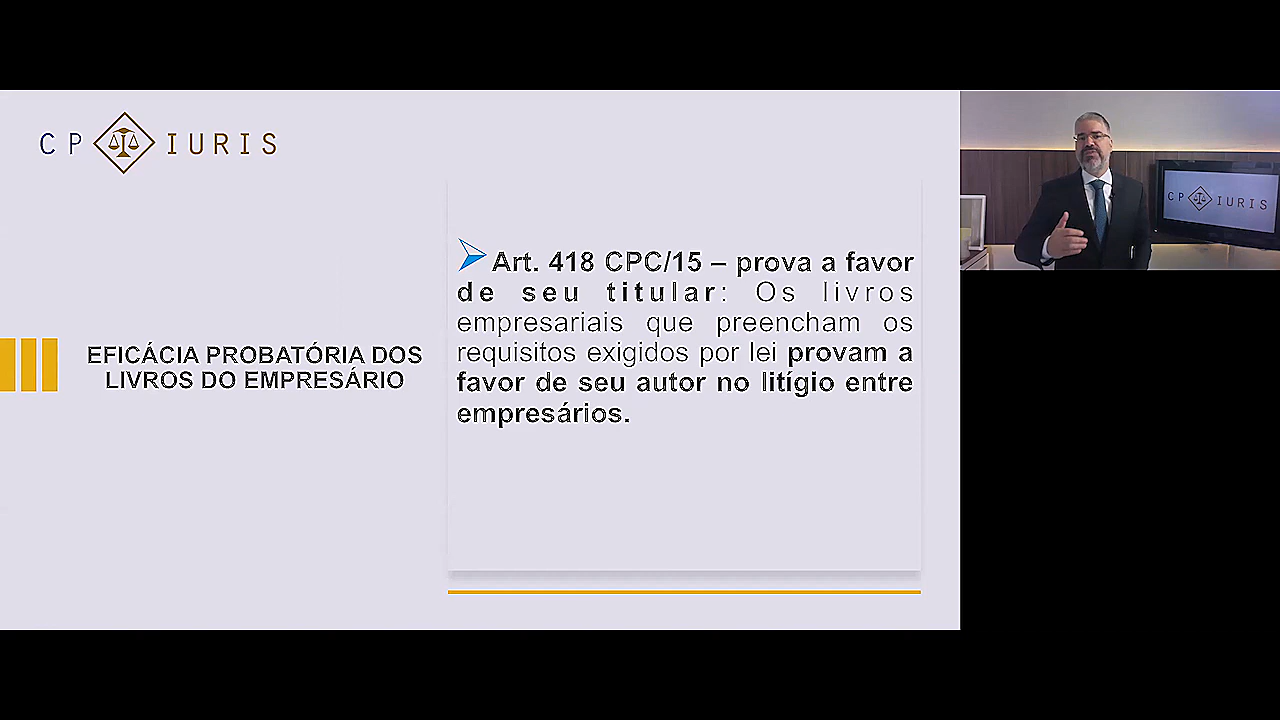 CP IURIS
EFICÁCIA PROBATÓRIA DOS
LIVROS DO EMPRESÁRIO
Art. 418 CPC/15 – prova a favor
de seu titular: Os livros
empresariais que preencham os
requisitos exigidos por lei provam a
favor de seu autor no litígio entre
empresários.
CP IURIS